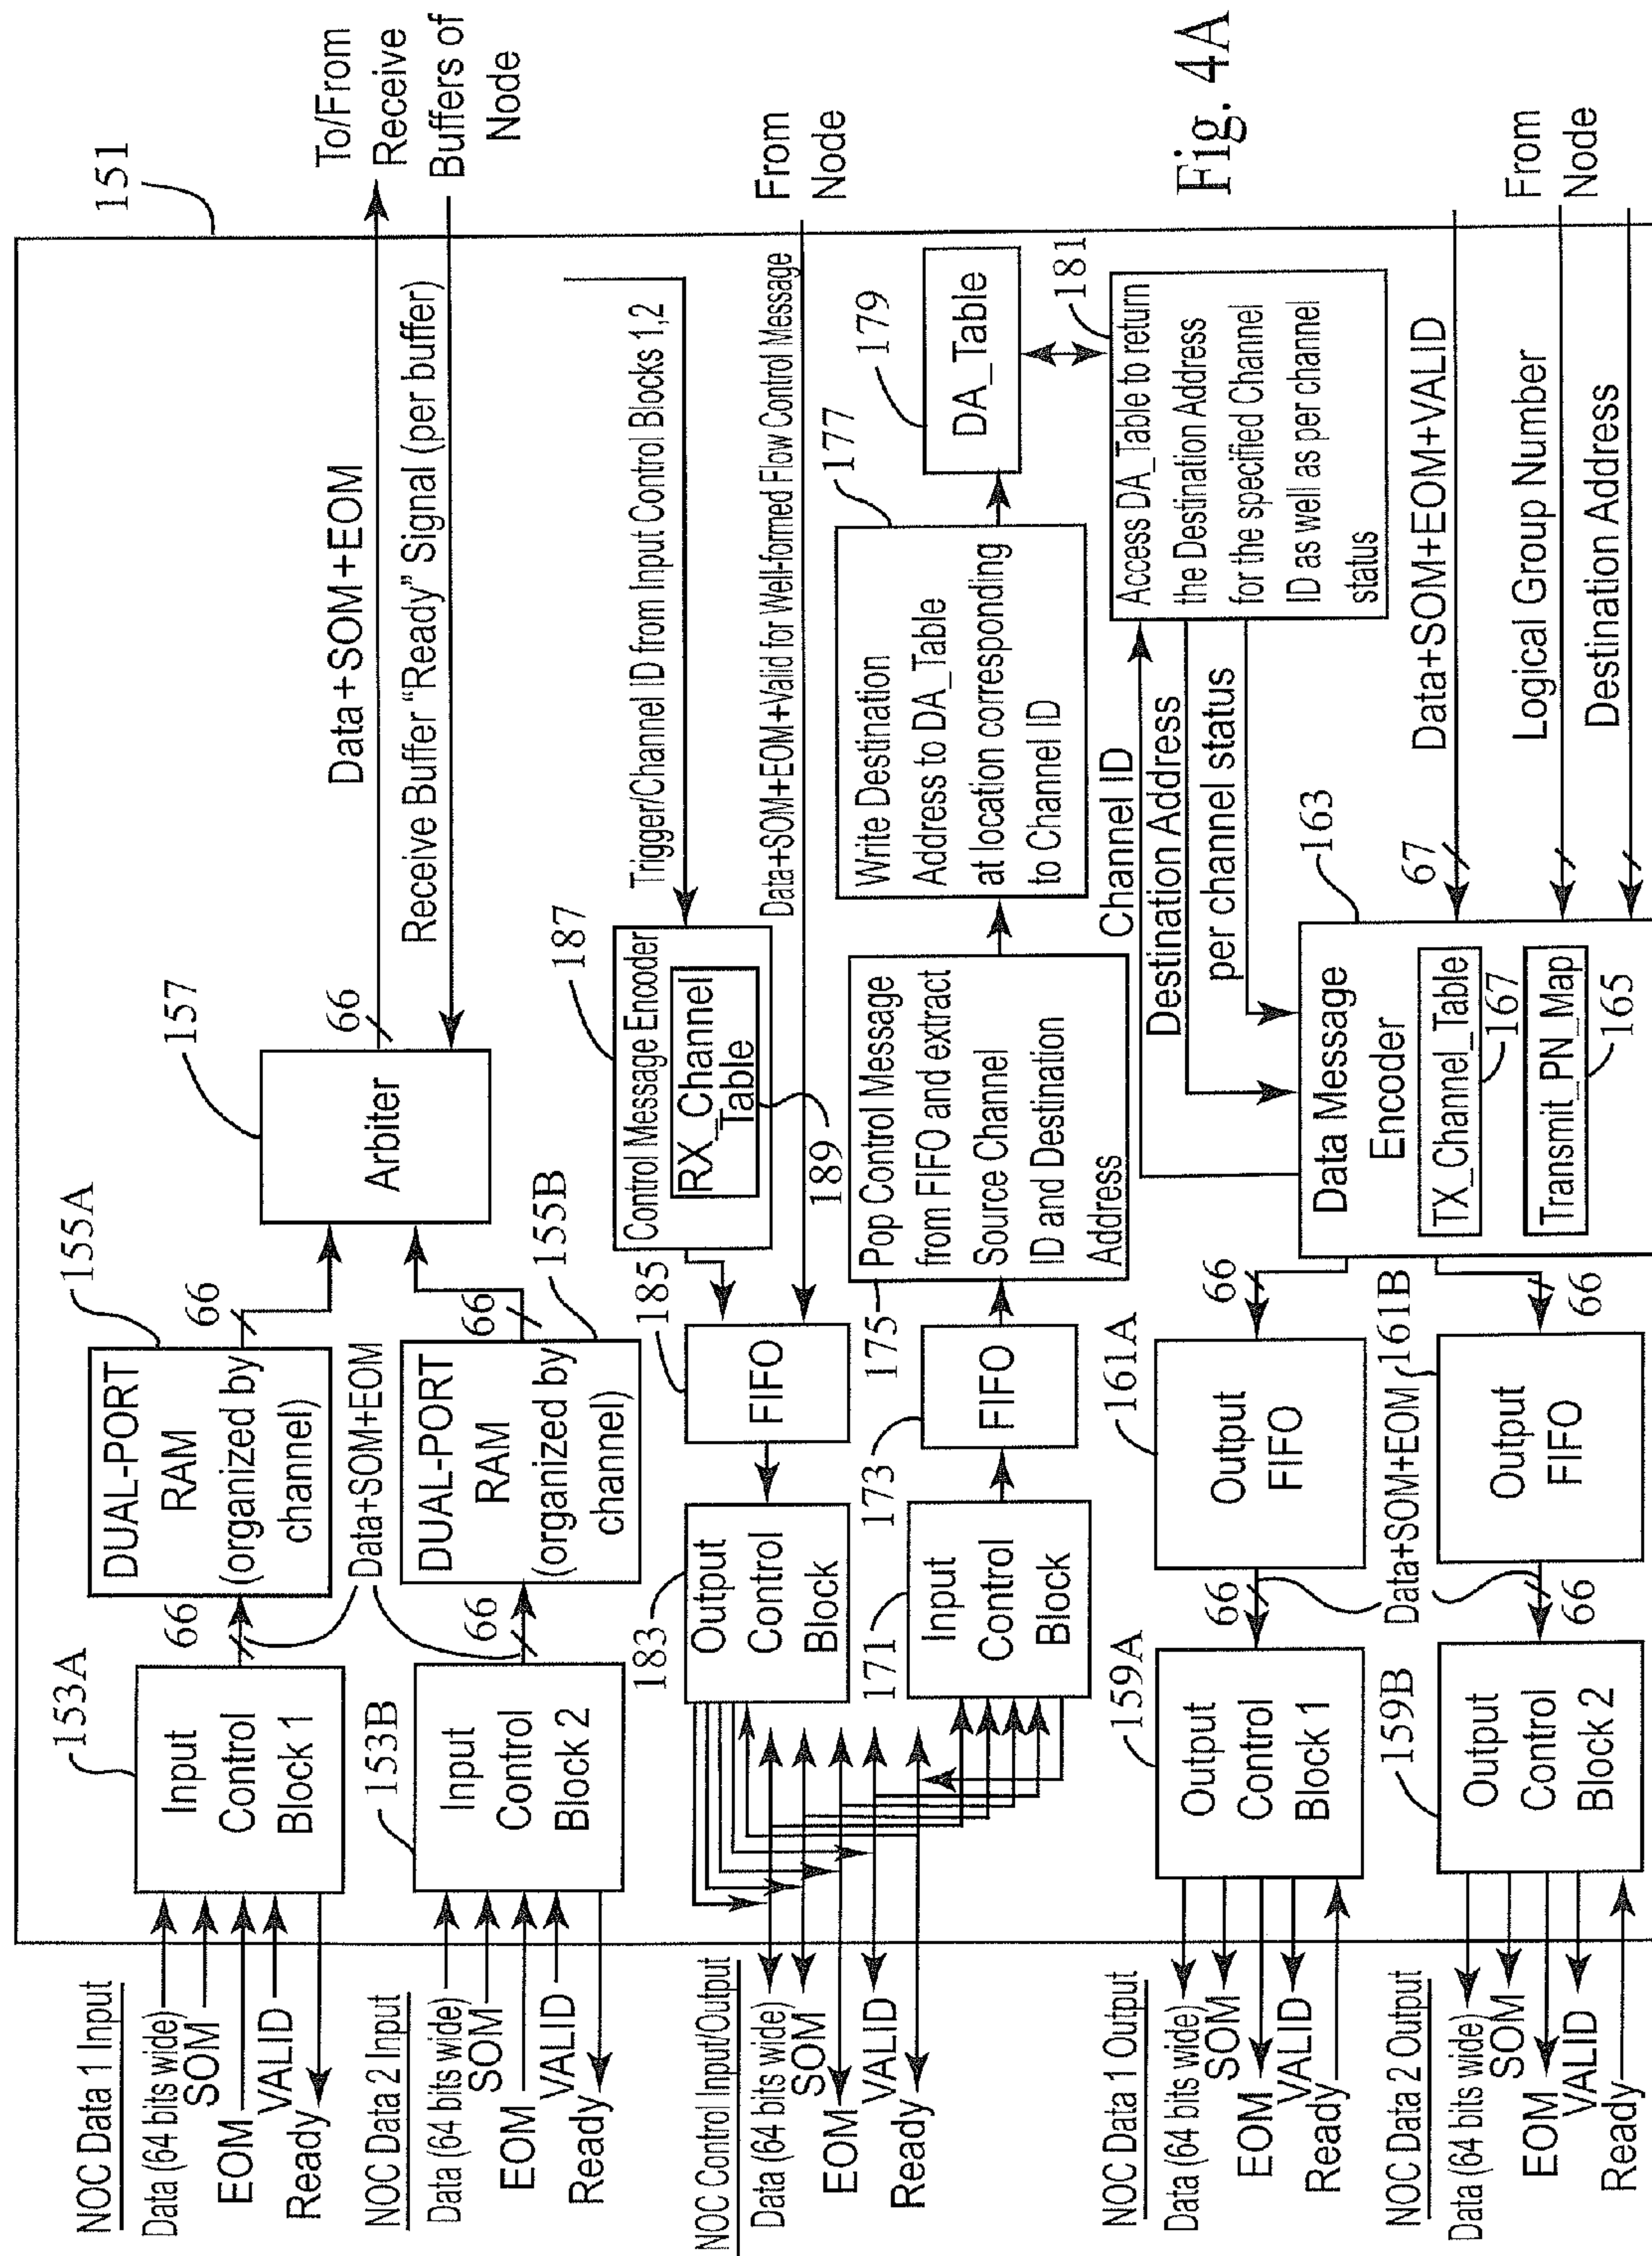 NOC Data 1 Input
Data (64 bits wide)
SOM
EOM
VALID
Ready
153A
Input
Control
Block 1
66
155A
DUAL-PORT
RAM
(organized by
channel)
66
157
Arbiter
66
Data+SOM+EOM
151
To/From
Receive
Buffers of
Node
Receive Buffer "Ready" Signal (per buffer)
Data+SOM+EOM
NOC Data 2 Input
Data (64 bits wide)
SOM
EOM
VALID
Ready
153B
Input
Control
Block 2
66
DUAL-PORT
RAM
(organized by
channel)
66
155B
187
Control Message Encoder
RX_Channel
Table
189
Trigger/Channel ID from Input Control Blocks 1,2
Data+SOM+EOM+Valid for Well-formed Flow Control Message
From
Node
NOC Control Input/Output
Data (64 bits wide)
SOM
EOM
VALID
Ready
183
Output
Control
Block
185
FIFO
171
Input
Control
Block
173
FIFO
175
Pop Control Message
from FIFO and extract
Source Channel
ID and Destination
Address
177
Write Destination
Address to DA_Table
at location corresponding
to Channel ID
179
DA_Table
181
Access DA_Table to return
the Destination Address
for the specified Channel
ID as well as per channel
status
Channel ID
Destination Address
per channel status
Fig. 4A
NOC Data 1 Output
Data (64 bits wide)
SOM
EOM
VALID
Ready
159A
Output
Control
Block 1
66
161A
Output
FIFO
66
163
Data Message
Encoder
TX_Channel_Table
167
Transmit_PN_Map
165
67
Data+SOM+EOM+VALID
Logical Group Number
Destination Address
From
Node
Data+SOM+EOM
NOC Data 2 Output
Data (64 bits wide)
SOM
EOM
VALID
Ready
159B
Output
Control
Block 2
66
161B
Output
FIFO
66